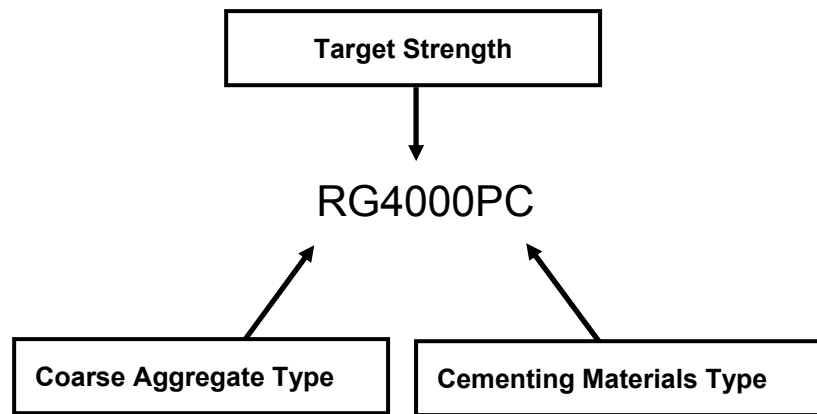 Target Strength
RG4000PC
Coarse Aggregate Type
Cementing Materials Type